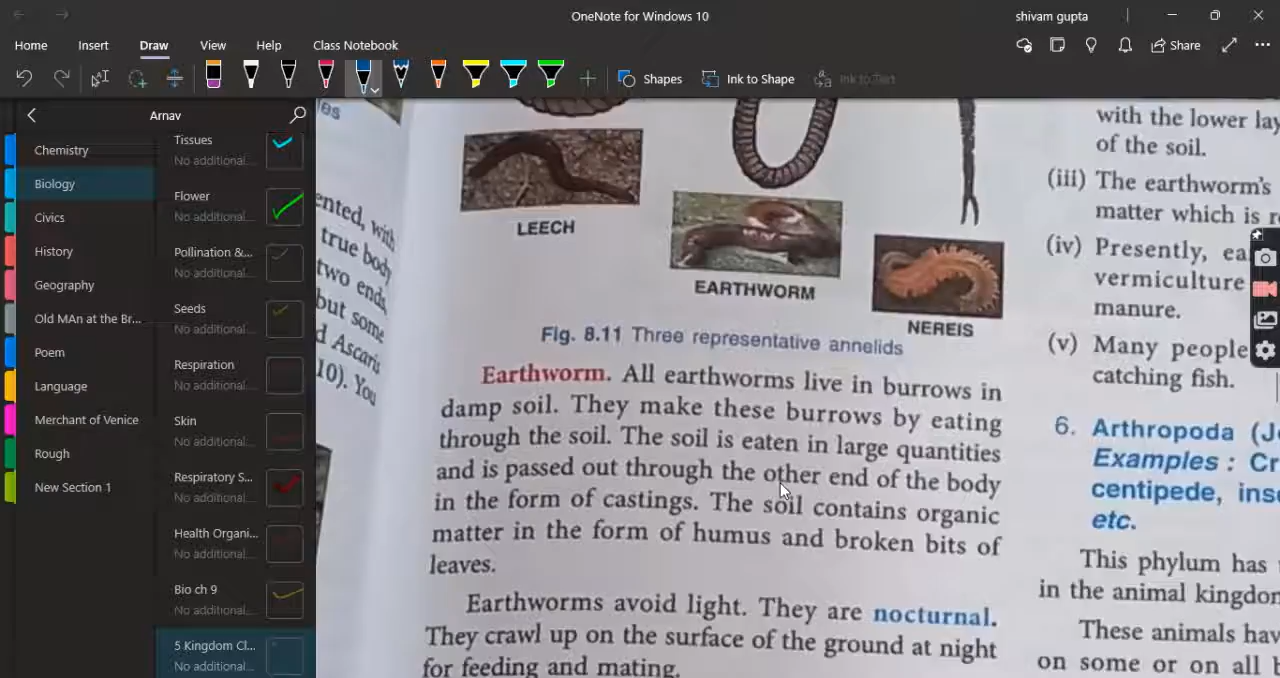 OneNote for Windows 10
shivam gupta
Home
Insert
Draw
View
Help
Class Notebook
Share
Shapes
Ink to Shape
Ink to Text
Arnav
Chemistry
Biology
Civics
History
Geography
Old MAn at the Br...
Poem
Language
Merchant of Venice
Rough
New Section 1
Tissues
No additional...
Flower
No additional...
Pollination &...
No additional...
Seeds
No additional...
Respiration
No additional...
Skin
No additional...
Respiratory S...
No additional...
Health Organi...
No additional...
Bio ch 9
No additional...
5 Kingdom Cl...
No additional...
ented, with
true body
two ends,
but some
d Ascaris
10). You
LEECH
EARTHWORM
NEREIS
Fig. 8.11 Three representative annelids
Earthworm. All earthworms live in burrows in
damp soil. They make these burrows by eating
through the soil. The soil is eaten in large quantities
and is passed out through the other end of the body
in the form of castings. The soil contains organic
matter in the form of humus and broken bits of
leaves.
Earthworms avoid light. They are nocturnal.
They crawl up on the surface of the ground at night
for feeding and mating.
with the lower lay
of the soil.
(iii) The earthworm's
matter which is r
(iv) Presently, ea
vermiculture
manure.
(v) Many people
catching fish.
6. Arthropoda (Jo
Examples : Cr
centipede, inse
etc.
This phylum has
in the animal kingdom
These animals hav
on some or on all b